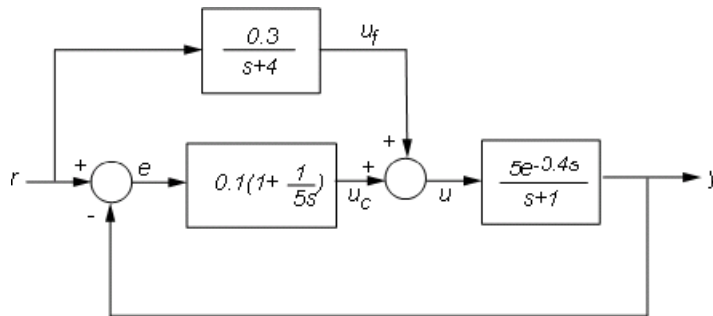 0.3
s+4
u_f
r
+
-
e
0.1(1+ 1
5s )
u_c
+
+
u
5e^-0.4s
s+1
y